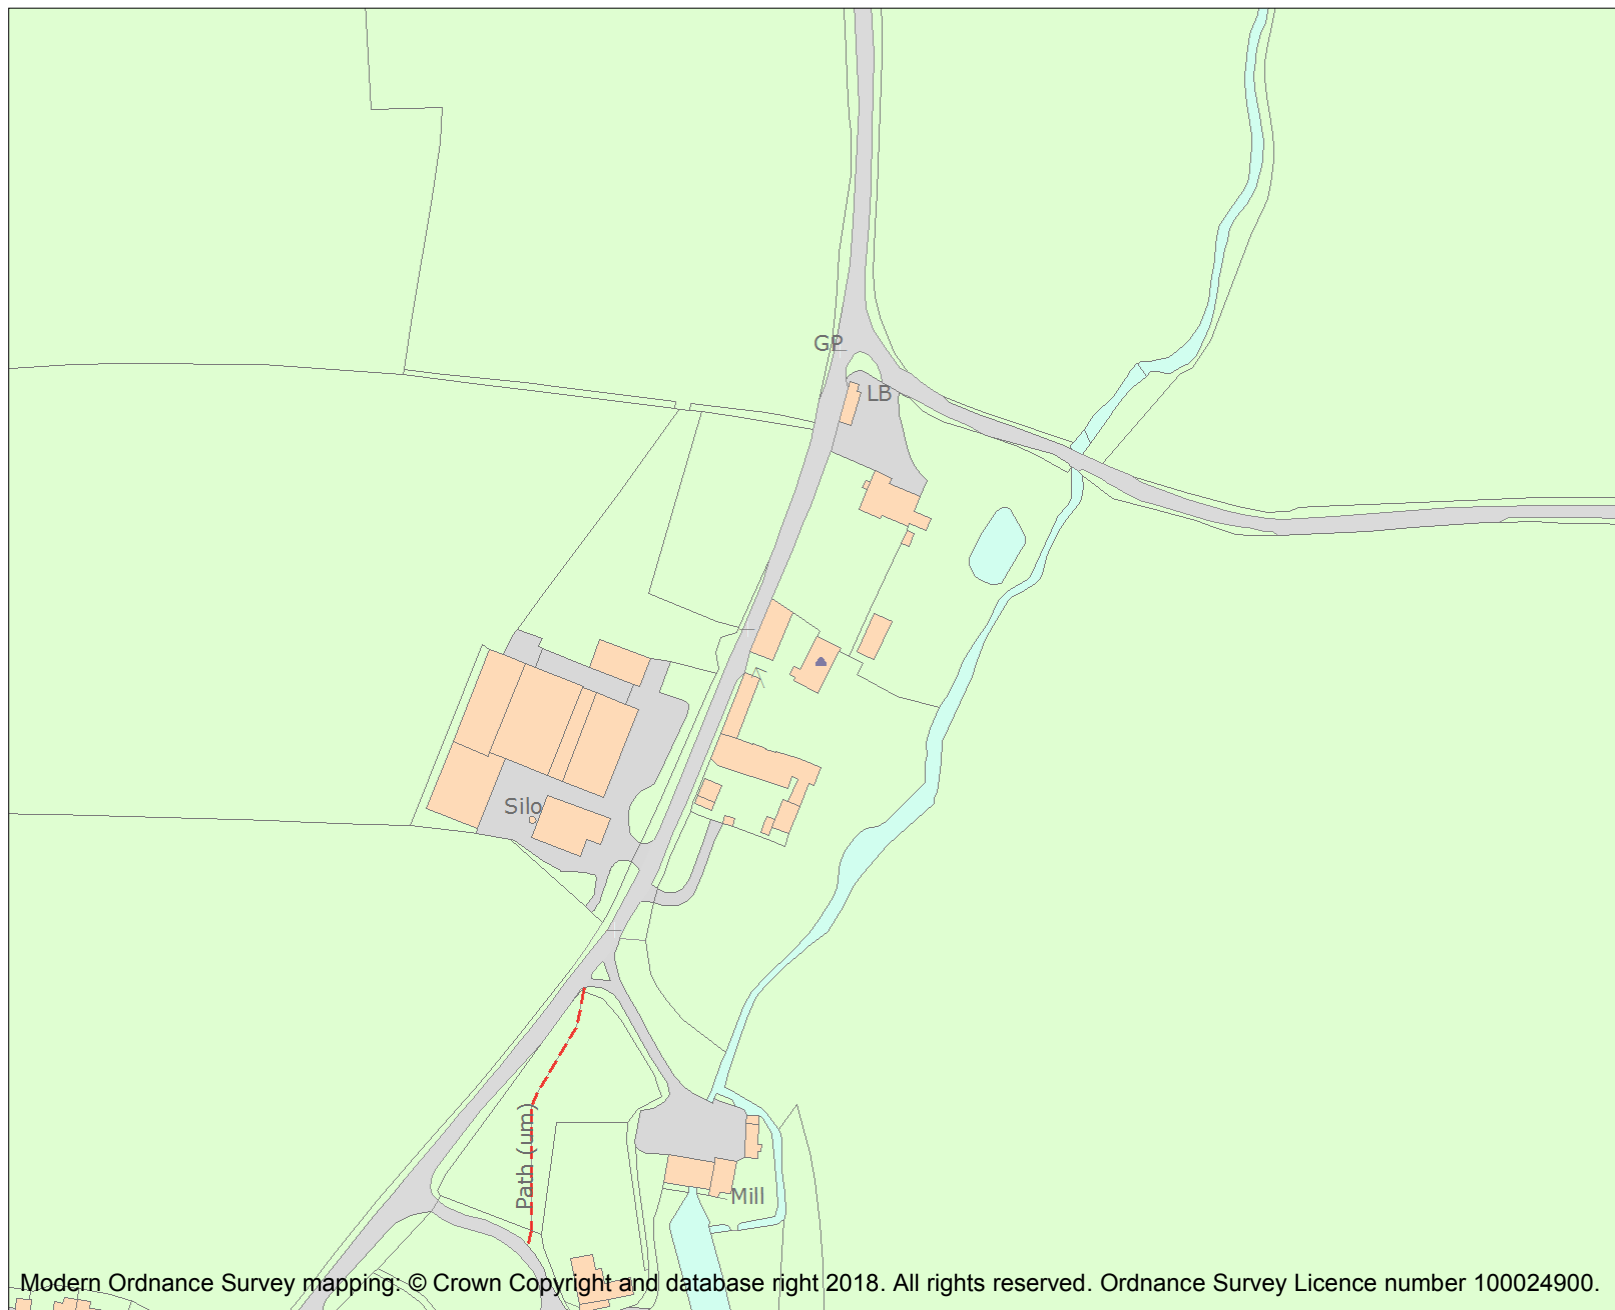 GP
LB
Silo
Path (um)
Mill
Modern Ordnance Survey mapping: © Crown Copyright and database right 2018. All rights reserved. Ordnance Survey Licence number 100024900.